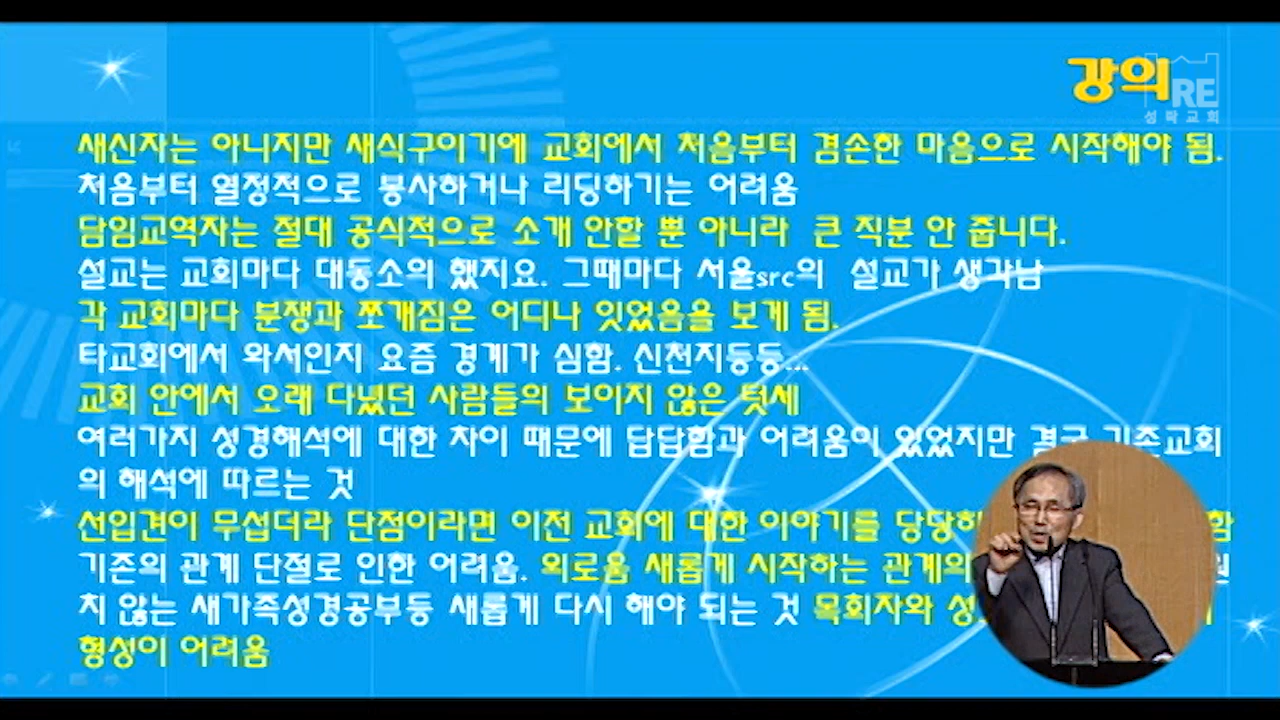 강의
RE
성락교회
새신자는 아니지만 새식구이기에 교회에서 처음부터 겸손한 마음으로 시작해야 됨.
처음부터 열정적으로 봉사하거나 리딩하기는 어려움
담임교역자는 절대 공식적으로 소개 안할 뿐 아니라 큰 직분 안 줍니다.
설교는 교회마다 대동소의 했지요. 그때마다 서울src의 설교가 생각남
각 교회마다 분쟁과 쪼개짐은 어디나 있었음을 보게 됨.
타교회에서 와서인지 요즘 경계가 심함. 신천지등등...
교회 안에서 오래 다녔던 사람들의 보이지 않은 텃세
여러가지 성경해석에 대한 차이 때문에 답답함과 어려움이 있었지만 결국 기존교회
의 해석에 따르는 것
선입견이 무섭더라 단점이라면 이전 교회에 대한 이야기를 함
기존의 관계 단절로 인한 어려움. 외로움 새롭게 시작하는 관계의
치 않는 새가족성경공부등 새롭게 다시 해야 되는 것 목회자와
형성이 어려움